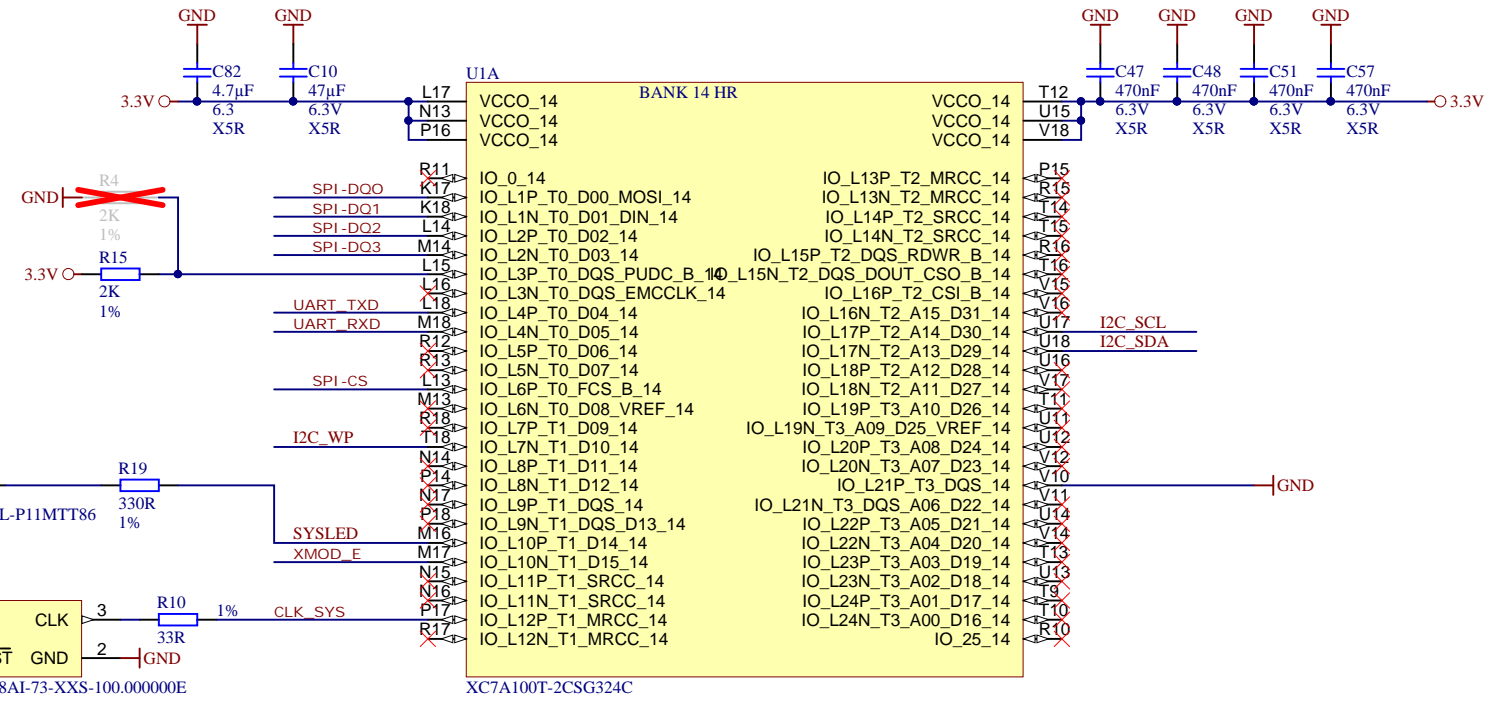 GND
GND
GND
GND
GND
GND
C82
4.7µF
6.3
X5R
C10
47µF
6.3V
X5R
3.3V
C47
470nF
6.3V
X5R
C48
470nF
6.3V
X5R
C51
470nF
6.3V
X5R
C57
470nF
6.3V
X5R
3.3V
U1A
BANK 14 HR
L17 VCCO_14 VCCO_14 T12
N13 VCCO_14 VCCO_14 U15
P16 VCCO_14 VCCO_14 V18
R11 IO_0_14 IO_L13P_T2_MRCC_14 P15
SPI-DQ0 K17 IO_L1P_T0_D00_MOSI_14 IO_L13N_T2_MRCC_14 R15
SPI-DQ1 K18 IO_L1N_T0_D01_DIN_14 IO_L14P_T2_SRCC_14 T14
SPI-DQ2 L14 IO_L2P_T0_D02_14 IO_L14N_T2_SRCC_14 T15
SPI-DQ3 M14 IO_L2N_T0_D03_14 IO_L15P_T2_DQS_RDWR_B_14 R16
L15 IO_L3P_T0_DQS_PUDC_B_14 IO_L15N_T2_DQS_DOUT_CSO_B_14 T16
L16 IO_L3N_T0_DQS_EMCCLK_14 IO_L16P_T2_CSI_B_14 V15
UART_TXD L18 IO_L4P_T0_D04_14 IO_L16N_T2_A15_D31_14 V16
UART_RXD M18 IO_L4N_T0_D05_14 IO_L17P_T2_A14_D30_14 U17 I2C_SCL
R12 IO_L5P_T0_D06_14 IO_L17N_T2_A13_D29_14 U18 I2C_SDA
R13 IO_L5N_T0_D07_14 IO_L18P_T2_A12_D28_14 U16
SPI-CS L13 IO_L6P_T0_FCS_B_14 IO_L18N_T2_A11_D27_14 V17
M13 IO_L6N_T0_D08_VREF_14 IO_L19P_T3_A10_D26_14 T11
R18 IO_L7P_T1_D09_14 IO_L19N_T3_A09_D25_VREF_14 U11
I2C_WP T18 IO_L7N_T1_D10_14 IO_L20P_T3_A08_D24_14 U12
N14 IO_L8P_T1_D11_14 IO_L20N_T3_A07_D23_14 V12
P14 IO_L8N_T1_D12_14 IO_L21P_T3_DQS_14 V10 GND
N17 IO_L9P_T1_DQS_14 IO_L21N_T3_DQS_A06_D22_14 V11
P18 IO_L9N_T1_DQS_D13_14 IO_L22P_T3_A05_D21_14 U14
SYSLED M16 IO_L10P_T1_D14_14 IO_L22N_T3_A04_D20_14 V14
XMOD_E M17 IO_L10N_T1_D15_14 IO_L23P_T3_A03_D19_14 T13
N15 IO_L11P_T1_SRCC_14 IO_L23N_T3_A02_D18_14 U13
N16 IO_L11N_T1_SRCC_14 IO_L24P_T3_A01_D17_14 T9
CLK_SYS P17 IO_L12P_T1_MRCC_14 IO_L24N_T3_A00_D16_14 T10
R17 IO_L12N_T1_MRCC_14 IO_25_14 R10
XC7A100T-2CSG324C
R4
GND
2K
1%
R15
3.3V
2K
1%
R19
330R
1%
L-P11MTT86
R10
1%
33R
CLK 3
ST GND 2 GND
8AI-73-XXS-100.000000E